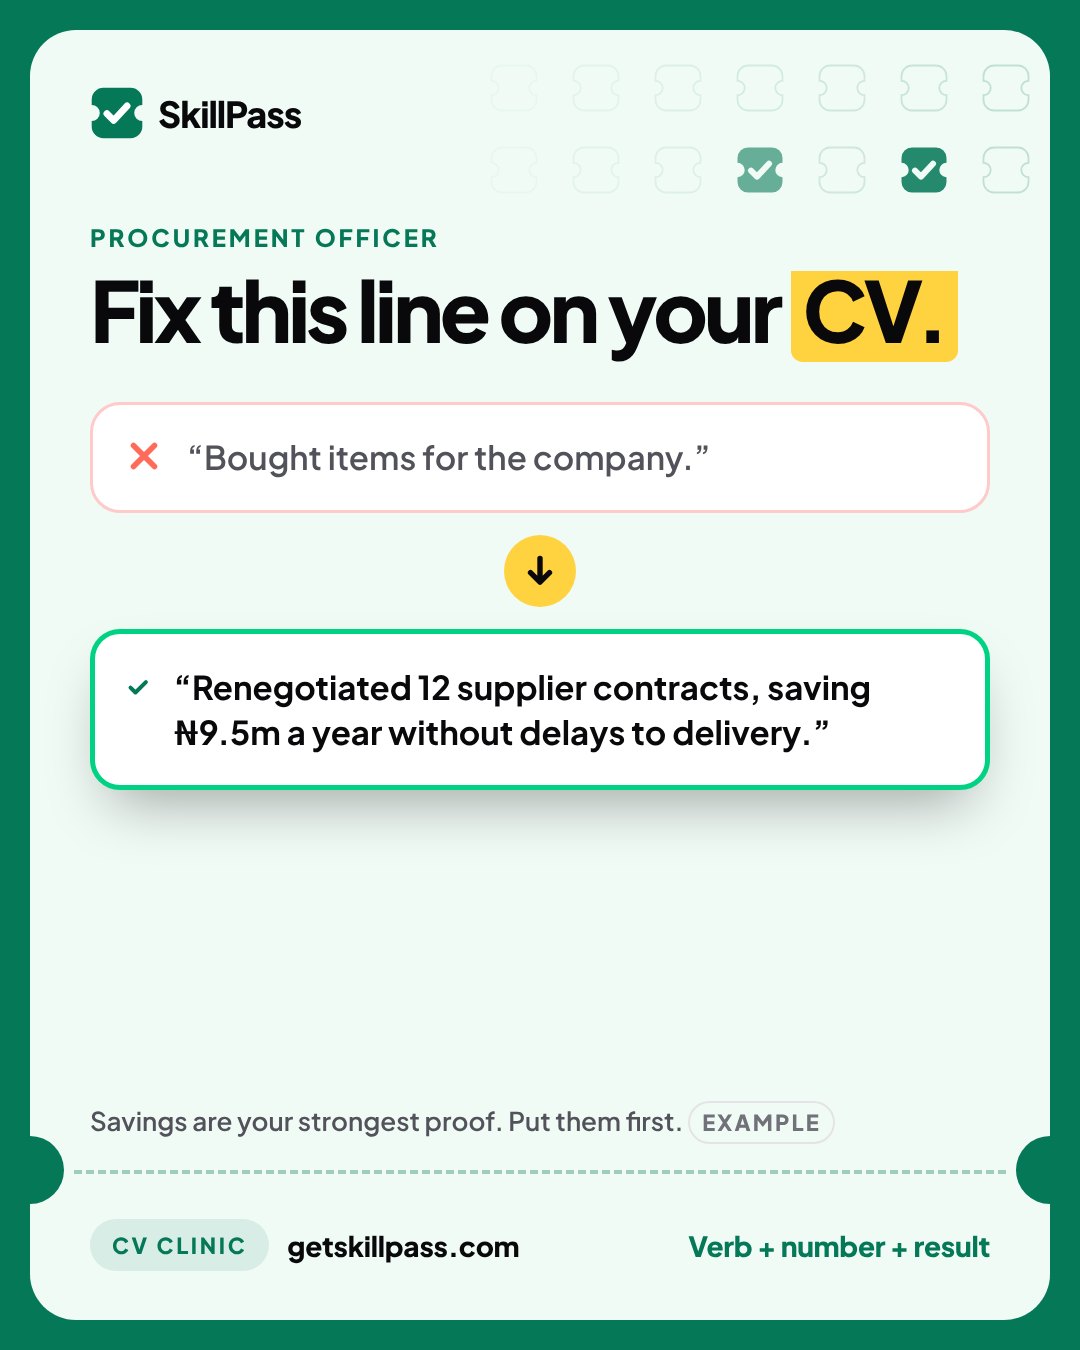 SkillPass
PROCUREMENT OFFICER
Fix this line on your CV.
“Bought items for the company.”
“Renegotiated 12 supplier contracts, saving
₦9.5m a year without delays to delivery.”
Savings are your strongest proof. Put them first. EXAMPLE
CV CLINIC getskillpass.com Verb + number + result